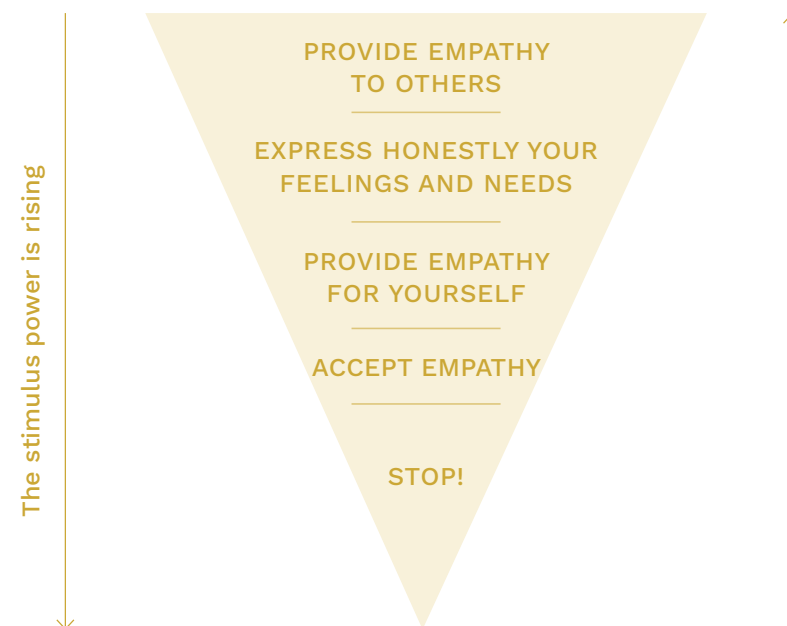 The stimulus power is rising
PROVIDE EMPATHY
TO OTHERS
EXPRESS HONESTLY YOUR
FEELINGS AND NEEDS
PROVIDE EMPATHY
FOR YOURSELF
ACCEPT EMPATHY
STOP!